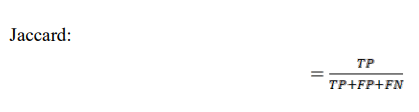 Jaccard:
= TP / TP+FP+FN